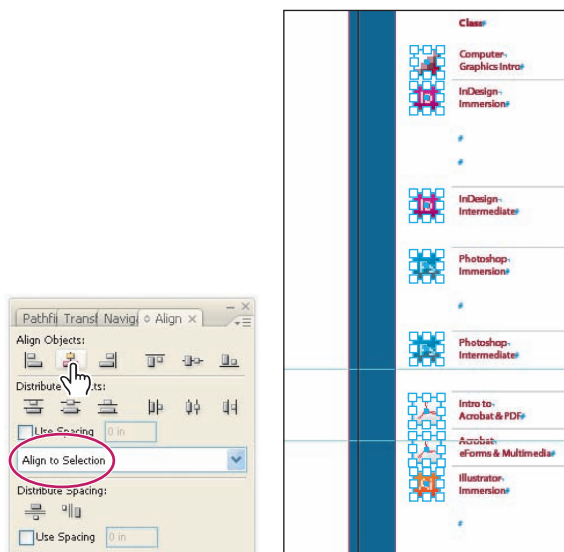 Pathfi Transf Naviga Align
Align Objects:
Distribute ts:
Use Spacing 0 in
Align to Selection
Distribute Spacing:
Use Spacing 0 in
Class
Computer
Graphics Intro
InDesign
Immersion
InDesign
Intermediate
Photoshop
Immersion
Photoshop
Intermediate
Intro to
Acrobat & PDF
Acrobat
eForms & Multimedia
Illustrator
Immersion